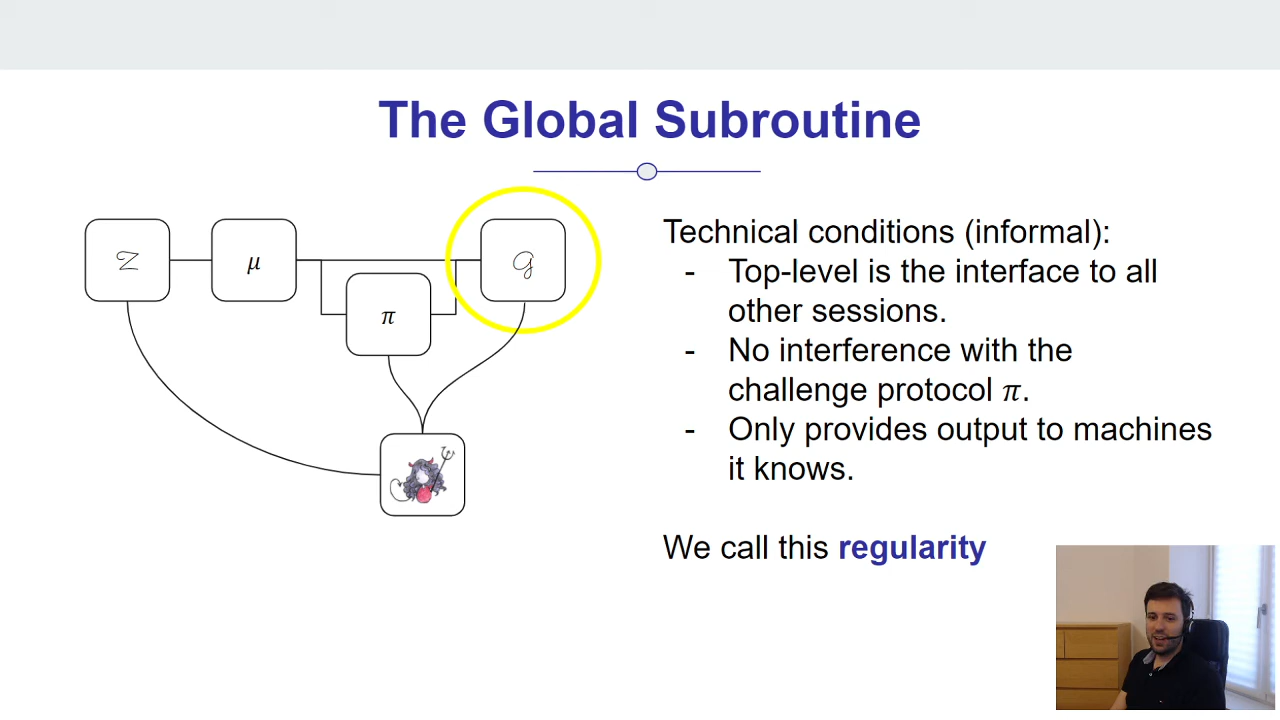 The Global Subroutine
𝒵
μ
𝒢
π
Technical conditions (informal):
- Top-level is the interface to all
other sessions.
- No interference with the
challenge protocol π.
- Only provides output to machines
it knows.
We call this regularity